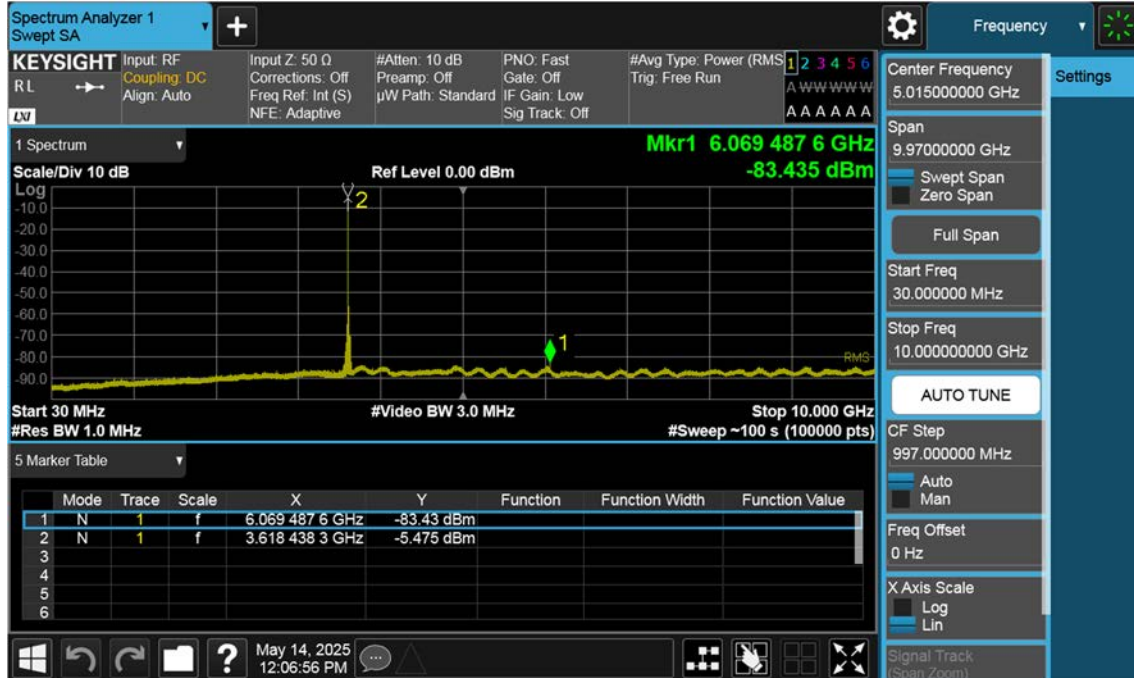 Spectrum Analyzer 1
Swept SA
+
Frequency
KEYSIGHT
RL
LXI
Input: RF
Coupling: DC
Align: Auto
Input Z: 50 Ω
Corrections: Off
Freq Ref: Int (S)
NFE: Adaptive
#Atten: 10 dB
Preamp: Off
µW Path: Standard
PNO: Fast
Gate: Off
IF Gain: Low
Sig Track: Off
#Avg Type: Power (RMS
Trig: Free Run
1 2 3 4 5 6
A W W W W W
A A A A A A
1 Spectrum
Mkr1 6.069 487 6 GHz
Scale/Div 10 dB
Ref Level 0.00 dBm
-83.435 dBm
Log
-10.0
-20.0
-30.0
-40.0
-50.0
-60.0
-70.0
-80.0
-90.0
2
1
RMS
Start 30 MHz
#Video BW 3.0 MHz
Stop 10.000 GHz
#Res BW 1.0 MHz
#Sweep ~100 s (100000 pts)
5 Marker Table
Mode Trace Scale X Y Function Function Width Function Value
1 N 1 f 6.069 487 6 GHz -83.43 dBm
2 N 1 f 3.618 438 3 GHz -5.475 dBm
3
4
5
6
?
May 14, 2025
12:06:56 PM
Center Frequency
5.015000000 GHz
Settings
Span
9.97000000 GHz
Swept Span
Zero Span
Full Span
Start Freq
30.000000 MHz
Stop Freq
10.000000000 GHz
AUTO TUNE
CF Step
997.000000 MHz
Auto
Man
Freq Offset
0 Hz
X Axis Scale
Log
Lin
Signal Track
(Span Zoom)